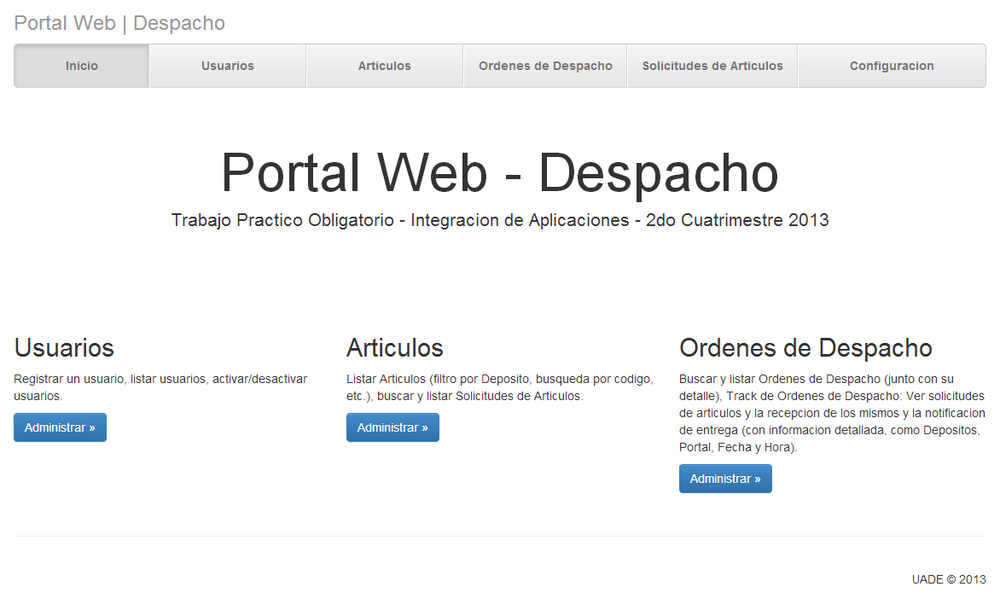 Portal Web | Despacho
Inicio
Usuarios
Articulos
Ordenes de Despacho
Solicitudes de Articulos
Configuracion
Portal Web - Despacho
Trabajo Practico Obligatorio - Integracion de Aplicaciones - 2do Cuatrimestre 2013
Usuarios
Registrar un usuario, listar usuarios, activar/desactivar
usuarios.
Administrar »
Articulos
Listar Articulos (filtro por Deposito, busqueda por codigo,
etc.), buscar y listar Solicitudes de Articulos.
Administrar »
Ordenes de Despacho
Buscar y listar Ordenes de Despacho (junto con su
detalle), Track de Ordenes de Despacho: Ver solicitudes
de articulos y la recepcion de los mismos y la notificacion
de entrega (con informacion detallada, como Depositos,
Portal, Fecha y Hora).
Administrar »
UADE © 2013